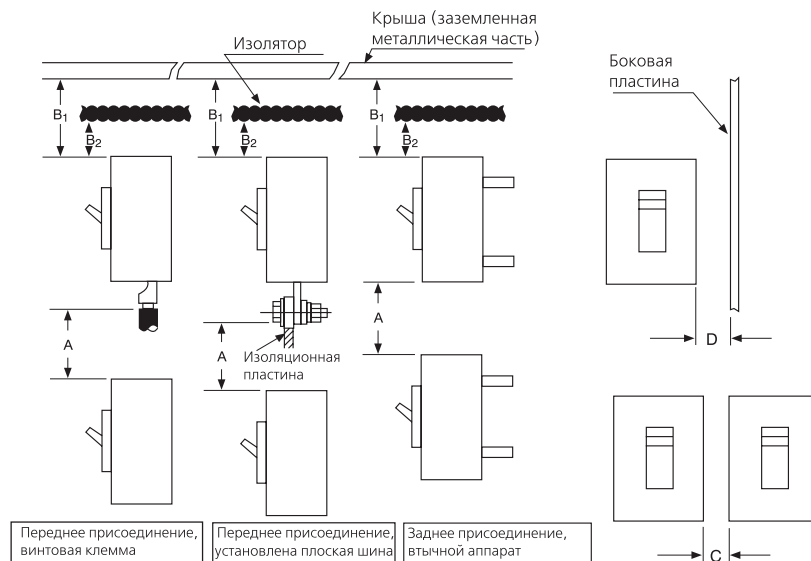 Крыша (заземленная
металлическая часть)
Изолятор
Боковая
пластина
B1
B1
B1
B2
B2
B2
A
A
A
Изоляционная
пластина
D
C
Переднее присоединение,
винтовая клемма
Переднее присоединение,
установлена плоская шина
Заднее присоединение,
втычной аппарат